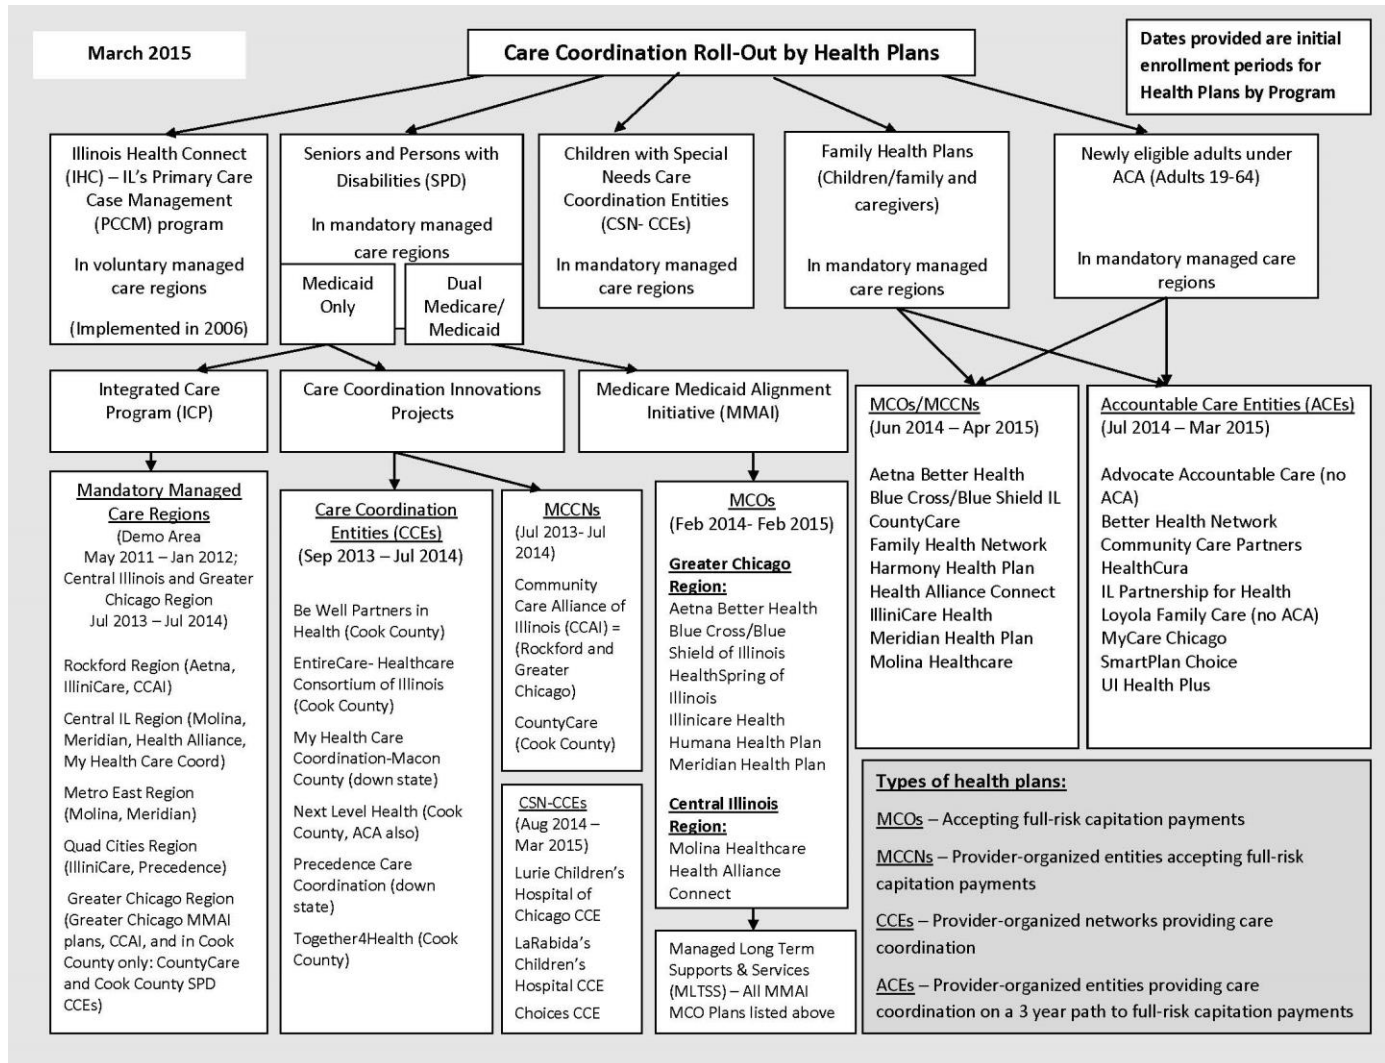 March 2015
Care Coordination Roll-Out by Health Plans
Dates provided are initial
enrollment periods for
Health Plans by Program
Illinois Health Connect
(IHC) – IL’s Primary Care
Case Management
(PCCM) program
In voluntary managed
care regions
(Implemented in 2006)
Seniors and Persons with
Disabilities (SPD)
In mandatory managed
care regions
Medicaid
Only
Dual
Medicare/
Medicaid
Children with Special
Needs Care
Coordination Entities
(CSN- CCEs)
In mandatory managed
care regions
Family Health Plans
(Children/family and
caregivers)
In mandatory managed
care regions
Newly eligible adults under
ACA (Adults 19-64)
In mandatory managed care
regions
Integrated Care
Program (ICP)
Care Coordination Innovations
Projects
Medicare Medicaid Alignment
Initiative (MMAI)
Mandatory Managed
Care Regions
(Demo Area
May 2011 – Jan 2012;
Central Illinois and Greater
Chicago Region
Jul 2013 – Jul 2014)
Rockford Region (Aetna,
IlliniCare, CCAI)
Central IL Region (Molina,
Meridian, Health Alliance,
My Health Care Coord)
Metro East Region
(Molina, Meridian)
Quad Cities Region
(IlliniCare, Precedence)
Greater Chicago Region
(Greater Chicago MMAI
plans, CCAI, and in Cook
County only: CountyCare
and Cook County SPD
CCEs)
Care Coordination
Entities (CCEs)
(Sep 2013 – Jul 2014)
Be Well Partners in
Health (Cook County)
EntireCare- Healthcare
Consortium of Illinois
(Cook County)
My Health Care
Coordination-Macon
County (down state)
Next Level Health (Cook
County, ACA also)
Precedence Care
Coordination (down
state)
Together4Health (Cook
County)
MCCNs
(Jul 2013- Jul
2014)
Community
Care Alliance of
Illinois (CCAI) =
(Rockford and
Greater
Chicago)
CountyCare
(Cook County)
CSN-CCEs
(Aug 2014 –
Mar 2015)
Lurie Children’s
Hospital of
Chicago CCE
LaRabida’s
Children’s
Hospital CCE
Choices CCE
MCOs
(Feb 2014- Feb 2015)
Greater Chicago
Region:
Aetna Better Health
Blue Cross/Blue
Shield of Illinois
HealthSpring of
Illinois
Illinicare Health
Humana Health Plan
Meridian Health Plan
Central Illinois
Region:
Molina Healthcare
Health Alliance
Connect
Managed Long Term
Supports & Services
(MLTSS) – All MMAI
MCO Plans listed above
MCOs/MCCNs
(Jun 2014 – Apr 2015)
Aetna Better Health
Blue Cross/Blue Shield IL
CountyCare
Family Health Network
Harmony Health Plan
Health Alliance Connect
IlliniCare Health
Meridian Health Plan
Molina Healthcare
Accountable Care Entities (ACEs)
(Jul 2014 – Mar 2015)
Advocate Accountable Care (no
ACA)
Better Health Network
Community Care Partners
HealthCura
IL Partnership for Health
Loyola Family Care (no ACA)
MyCare Chicago
SmartPlan Choice
UI Health Plus
Types of health plans:
MCOs – Accepting full-risk capitation payments
MCCNs – Provider-organized entities accepting full-risk
capitation payments
CCEs – Provider-organized networks providing care
coordination
ACEs – Provider-organized entities providing care
coordination on a 3 year path to full-risk capitation payments